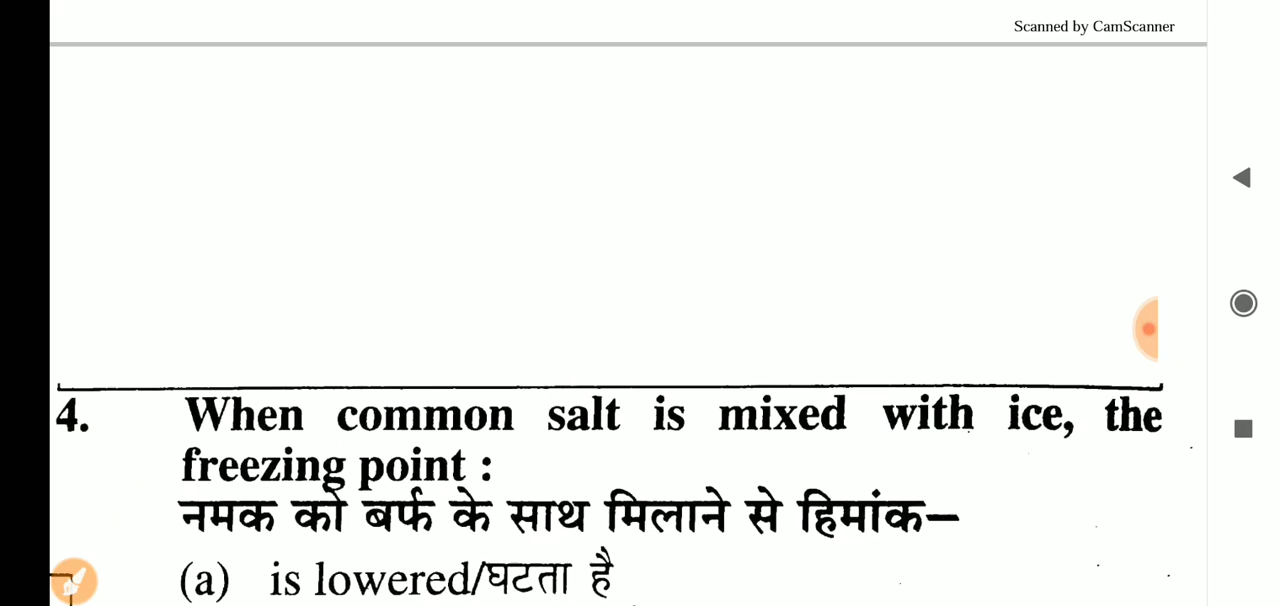 Scanned by CamScanner
4. When common salt is mixed with ice, the
freezing point :
नमक को बर्फ के साथ मिलाने से हिमांक–
(a) is lowered/घटता है